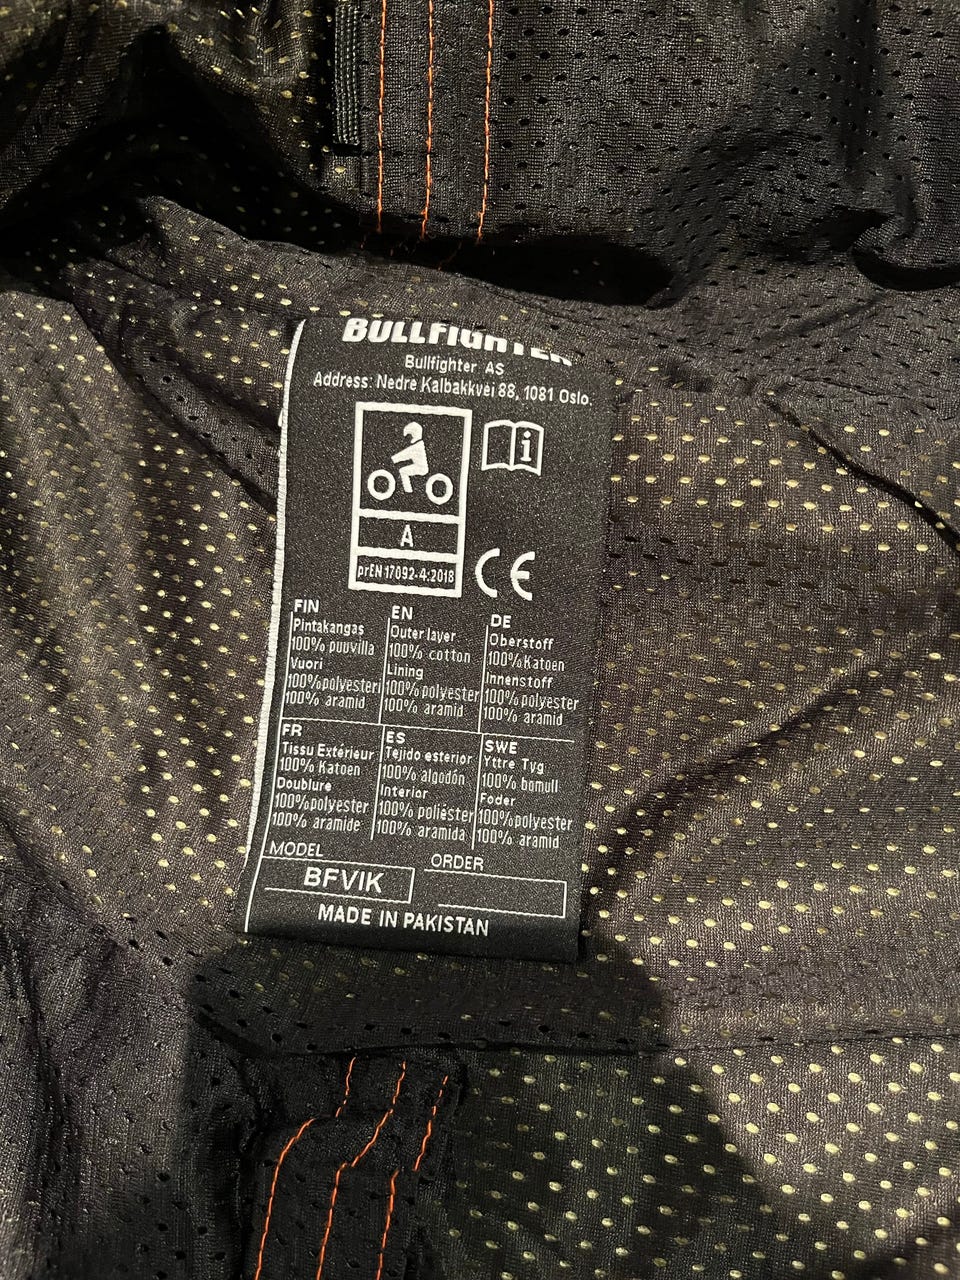 BULLFIGHTER
Bullfighter AS
Address: Nedre Kalbakkvei 88, 1081 Oslo.
i
A
prEN 17092-4:2018
CE
FIN
Pintakangas
100% puuvilla
Vuori
100%polyesteri
100% aramid
EN
Outer layer
100% cotton
Lining
100%polyester
100% aramid
DE
Oberstoff
100%Katoen
Innenstoff
100%polyester
100% aramid
FR
Tissu Extérieur
100% Katoen
Doublure
100%polyester
100% aramide
ES
Tejido esterior
100% algodón
Interior
100% poliéster
100% aramida
SWE
Yttre Tyg
100% bomull
Foder
100%polyester
100% aramid
MODEL
BFVIK
ORDER
MADE IN PAKISTAN